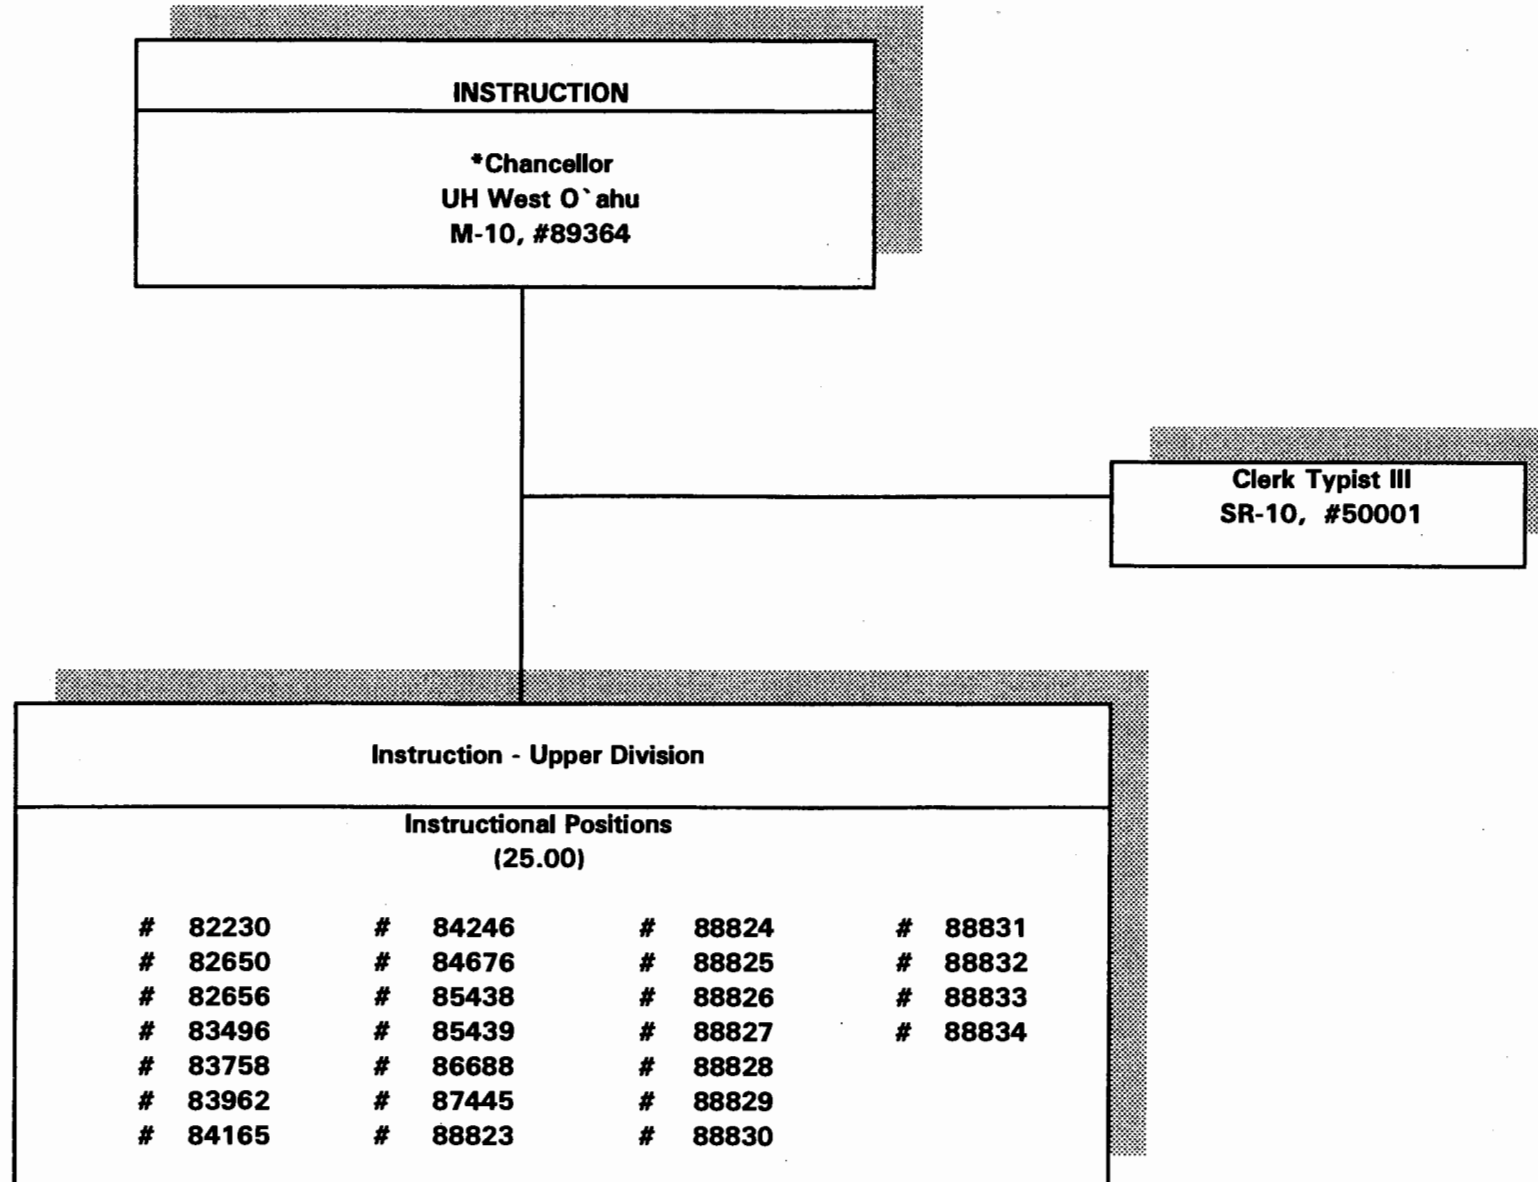 INSTRUCTION
*Chancellor
UH West O`ahu
M-10, #89364
Clerk Typist III
SR-10, #50001
Instruction - Upper Division
Instructional Positions
(25.00)
# 82230 # 84246 # 88824 # 88831
# 82650 # 84676 # 88825 # 88832
# 82656 # 85438 # 88826 # 88833
# 83496 # 85439 # 88827 # 88834
# 83758 # 86688 # 88828
# 83962 # 87445 # 88829
# 84165 # 88823 # 88830